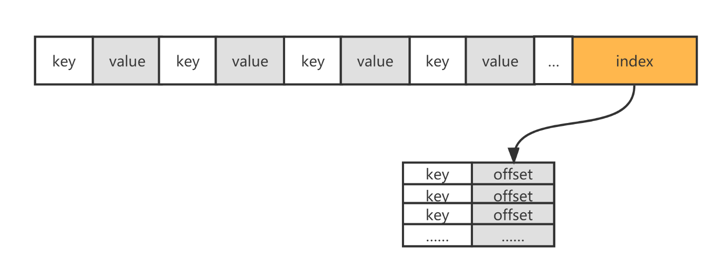 key value key value key value key value ... index
key offset
key offset
key offset
...... ......